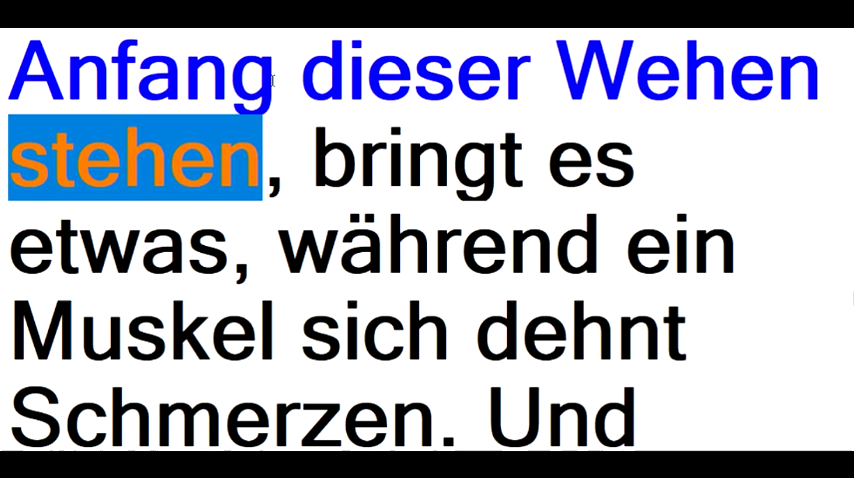 Anfang dieser Wehen
stehen, bringt es
etwas, während ein
Muskel sich dehnt
Schmerzen. Und